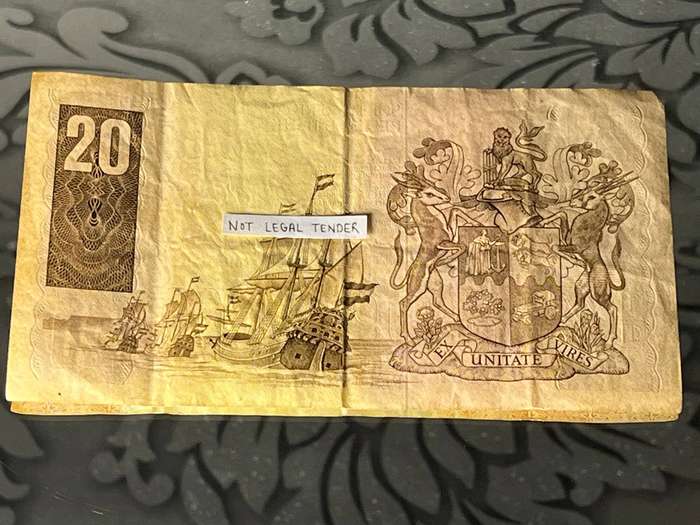 20
NOT LEGAL TENDER
EX UNITATE VIRES